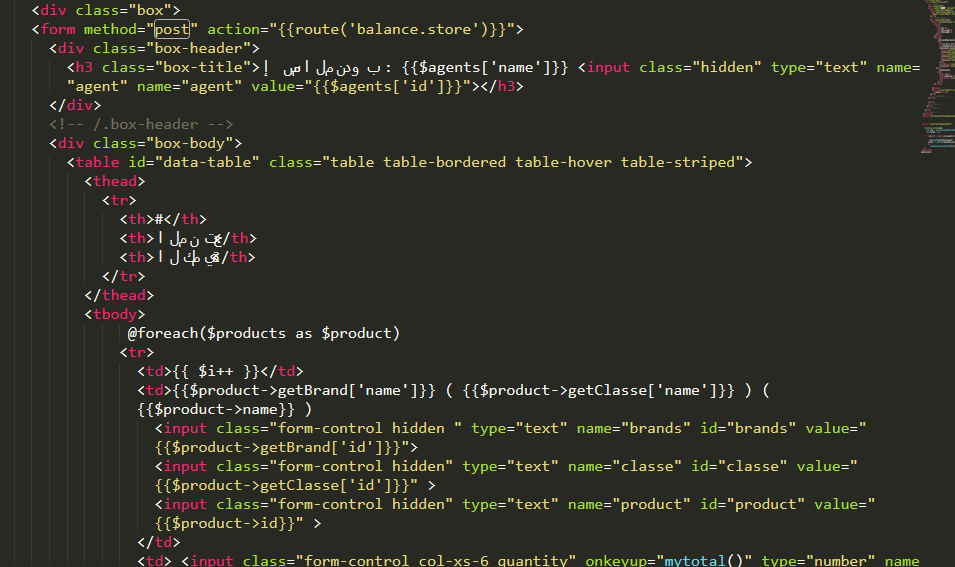 <div class="box">
<form method="post" action="{{route('balance.store')}}">
<div class="box-header">
<h3 class="box-title">إسال مندوب : {{$agents['name']}} <input class="hidden" type="text" name=
"agent" name="agent" value="{{$agents['id']}}"></h3>
</div>
<!-- /.box-header -->
<div class="box-body">
<table id="data-table" class="table table-bordered table-hover table-striped">
<thead>
<tr>
<th>#</th>
<th>المنتج</th>
<th>الكمية</th>
</tr>
</thead>
<tbody>
@foreach($products as $product)
<tr>
<td>{{ $i++ }}</td>
<td>{{$product->getBrand['name']}} ( {{$product->getClasse['name']}} ) (
{{$product->name}} )
<input class="form-control hidden " type="text" name="brands" id="brands" value="
{{$product->getBrand['id']}}">
<input class="form-control hidden" type="text" name="classe" id="classe" value="
{{$product->getClasse['id']}}" >
<input class="form-control hidden" type="text" name="product" id="product" value="
{{$product->id}}" >
</td>
<td> <input class="form-control col-xs-6 quantity" onkeyup="mytotal()" type="number" name